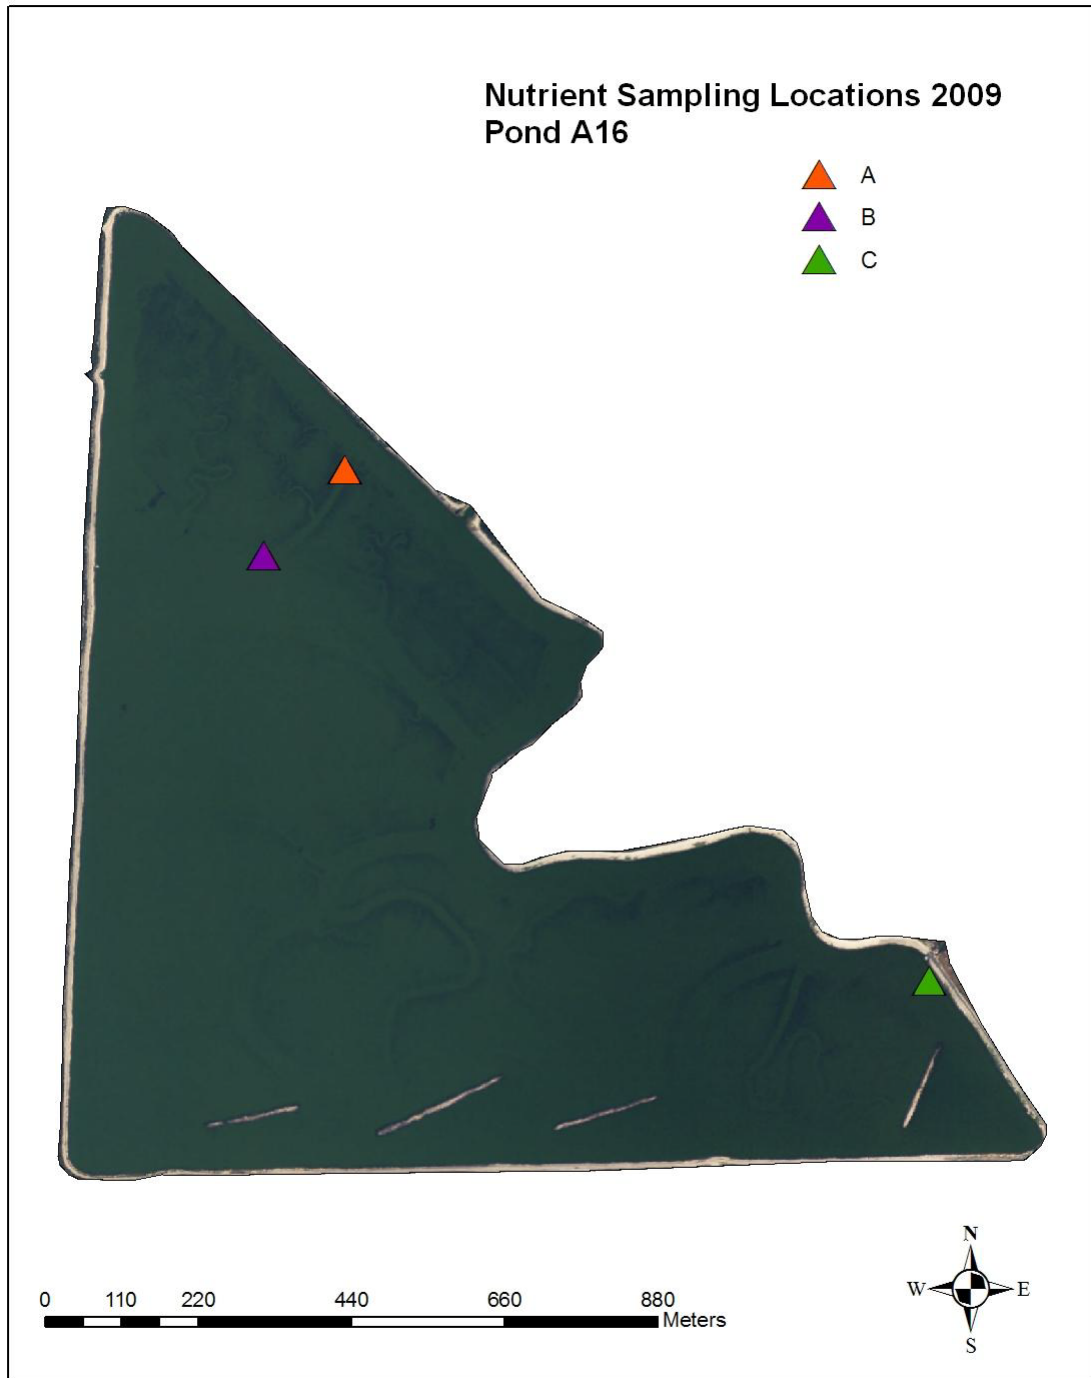 Nutrient Sampling Locations 2009
Pond A16
A
B
C
0 110 220 440 660 880
Meters
N
W E
S